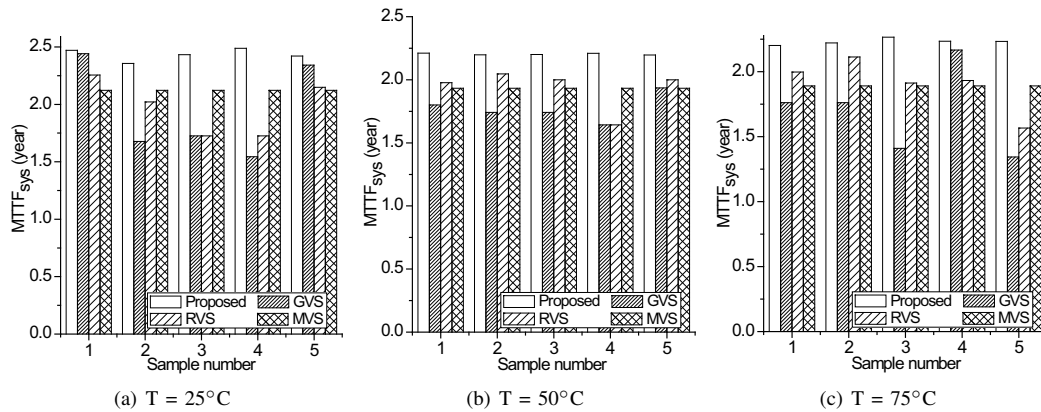 MTTFsys (year)
2.5
2.0
1.5
1.0
0.5
0.0
Proposed GVS
RVS MVS
1 2 3 4 5
Sample number
(a) T = 25°C
MTTFsys (year)
2.5
2.0
1.5
1.0
0.5
0.0
Proposed GVS
RVS MVS
1 2 3 4 5
Sample number
(b) T = 50°C
MTTFsys (year)
2.0
1.5
1.0
0.5
0.0
Proposed GVS
RVS MVS
1 2 3 4 5
Sample number
(c) T = 75°C